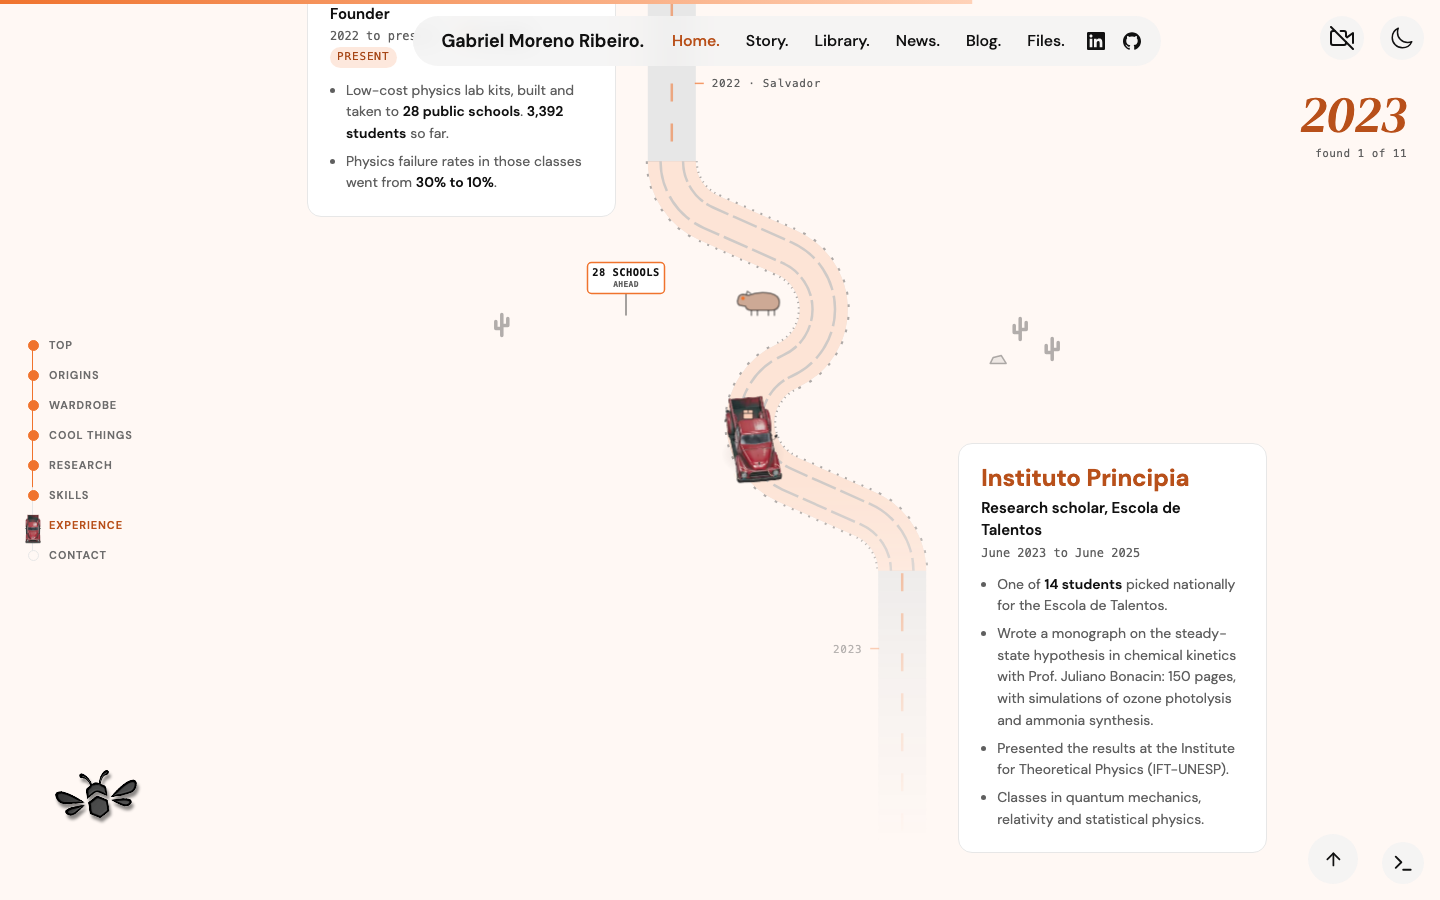 Founder
2022 to pres
PRESENT
Low-cost physics lab kits, built and
taken to 28 public schools. 3,392
students so far.
Physics failure rates in those classes
went from 30% to 10%.
Gabriel Moreno Ribeiro.
Home.
Story.
Library.
News.
Blog.
Files.
2022 · Salvador
2023
found 1 of 11
28 SCHOOLS
AHEAD
TOP
ORIGINS
WARDROBE
COOL THINGS
RESEARCH
SKILLS
EXPERIENCE
CONTACT
Instituto Principia
Research scholar, Escola de
Talentos
June 2023 to June 2025
One of 14 students picked nationally
for the Escola de Talentos.
Wrote a monograph on the steady-
state hypothesis in chemical kinetics
with Prof. Juliano Bonacin: 150 pages,
with simulations of ozone photolysis
and ammonia synthesis.
Presented the results at the Institute
for Theoretical Physics (IFT-UNESP).
Classes in quantum mechanics,
relativity and statistical physics.
2023